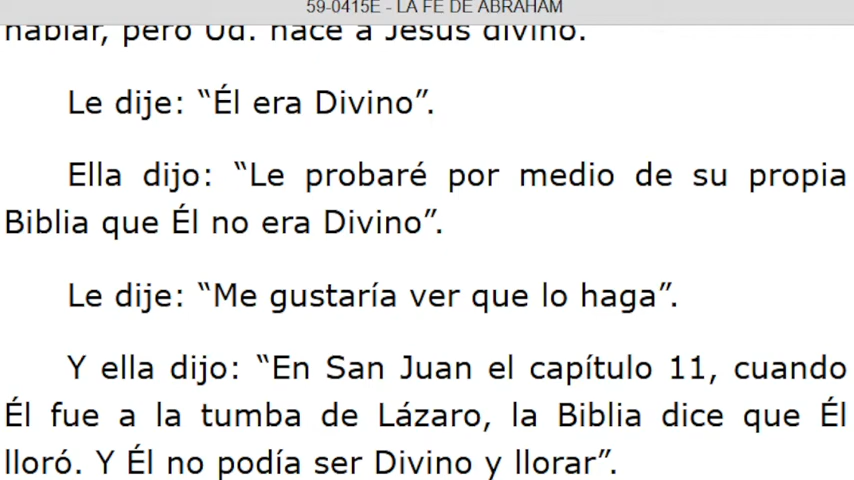 59-0415E - LA FE DE ABRAHAM
hablar, pero Ud. hace a Jesús divino.
Le dije: “Él era Divino”.
Ella dijo: “Le probaré por medio de su propia
Biblia que Él no era Divino”.
Le dije: “Me gustaría ver que lo haga”.
Y ella dijo: “En San Juan el capítulo 11, cuando
Él fue a la tumba de Lázaro, la Biblia dice que Él
lloró. Y Él no podía ser Divino y llorar”.